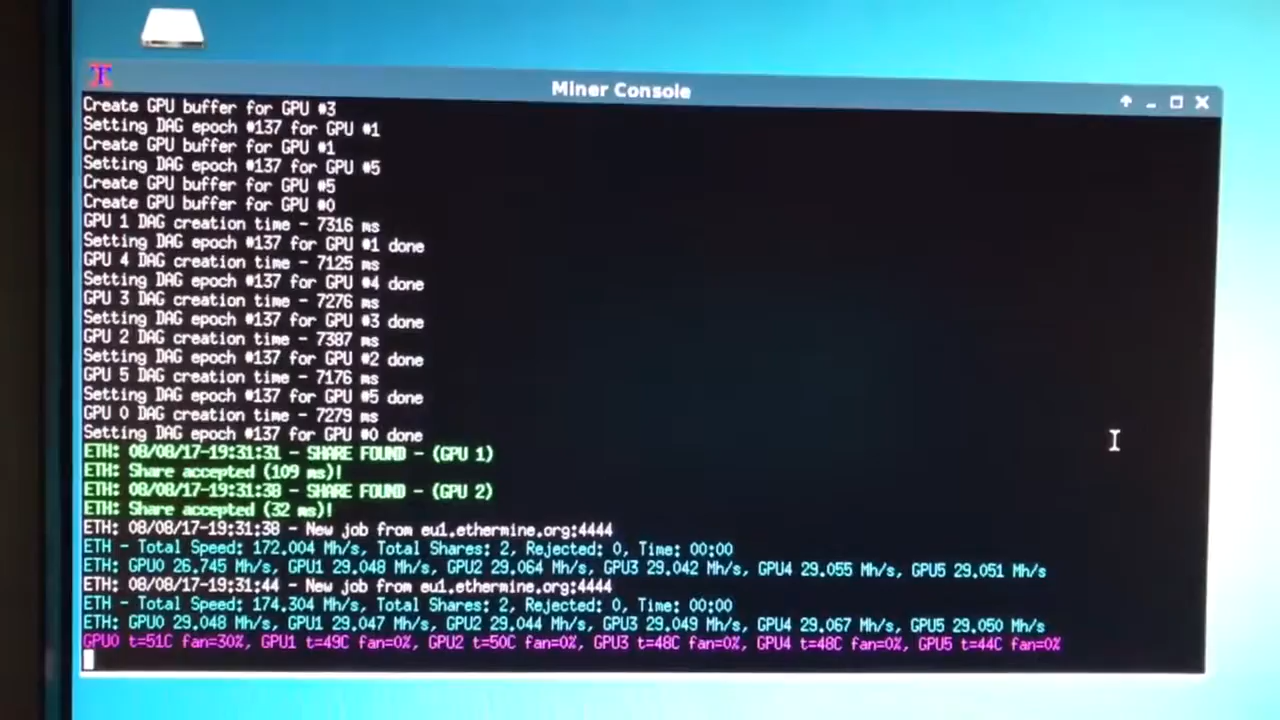 Miner Console
Create GPU buffer for GPU #3
Setting DAG epoch #137 for GPU #1
Create GPU buffer for GPU #1
Setting DAG epoch #137 for GPU #5
Create GPU buffer for GPU #5
Create GPU buffer for GPU #0
GPU 1 DAG creation time - 7316 ms
Setting DAG epoch #137 for GPU #1 done
GPU 4 DAG creation time - 7125 ms
Setting DAG epoch #137 for GPU #4 done
GPU 3 DAG creation time - 7276 ms
Setting DAG epoch #137 for GPU #3 done
GPU 2 DAG creation time - 7387 ms
Setting DAG epoch #137 for GPU #2 done
GPU 5 DAG creation time - 7176 ms
Setting DAG epoch #137 for GPU #5 done
GPU 0 DAG creation time - 7279 ms
Setting DAG epoch #137 for GPU #0 done
ETH: 08/08/17-19:31:31 - SHARE FOUND - (GPU 1)
ETH: Share accepted (109 ms)!
ETH: 08/08/17-19:31:38 - SHARE FOUND - (GPU 2)
ETH: Share accepted (32 ms)!
ETH: 08/08/17-19:31:38 - New job from eu1.ethermine.org:4444
ETH - Total Speed: 172.004 Mh/s, Total Shares: 2, Rejected: 0, Time: 00:00
ETH: GPU0 26.745 Mh/s, GPU1 29.048 Mh/s, GPU2 29.064 Mh/s, GPU3 29.042 Mh/s, GPU4 29.055 Mh/s, GPU5 29.051 Mh/s
ETH: 08/08/17-19:31:44 - New job from eu1.ethermine.org:4444
ETH - Total Speed: 174.304 Mh/s, Total Shares: 2, Rejected: 0, Time: 00:00
ETH: GPU0 29.048 Mh/s, GPU1 29.047 Mh/s, GPU2 29.044 Mh/s, GPU3 29.049 Mh/s, GPU4 29.067 Mh/s, GPU5 29.050 Mh/s
GPU0 t=51C fan=30%, GPU1 t=49C fan=0%, GPU2 t=50C fan=0%, GPU3 t=48C fan=0%, GPU4 t=48C fan=0%, GPU5 t=44C fan=0%